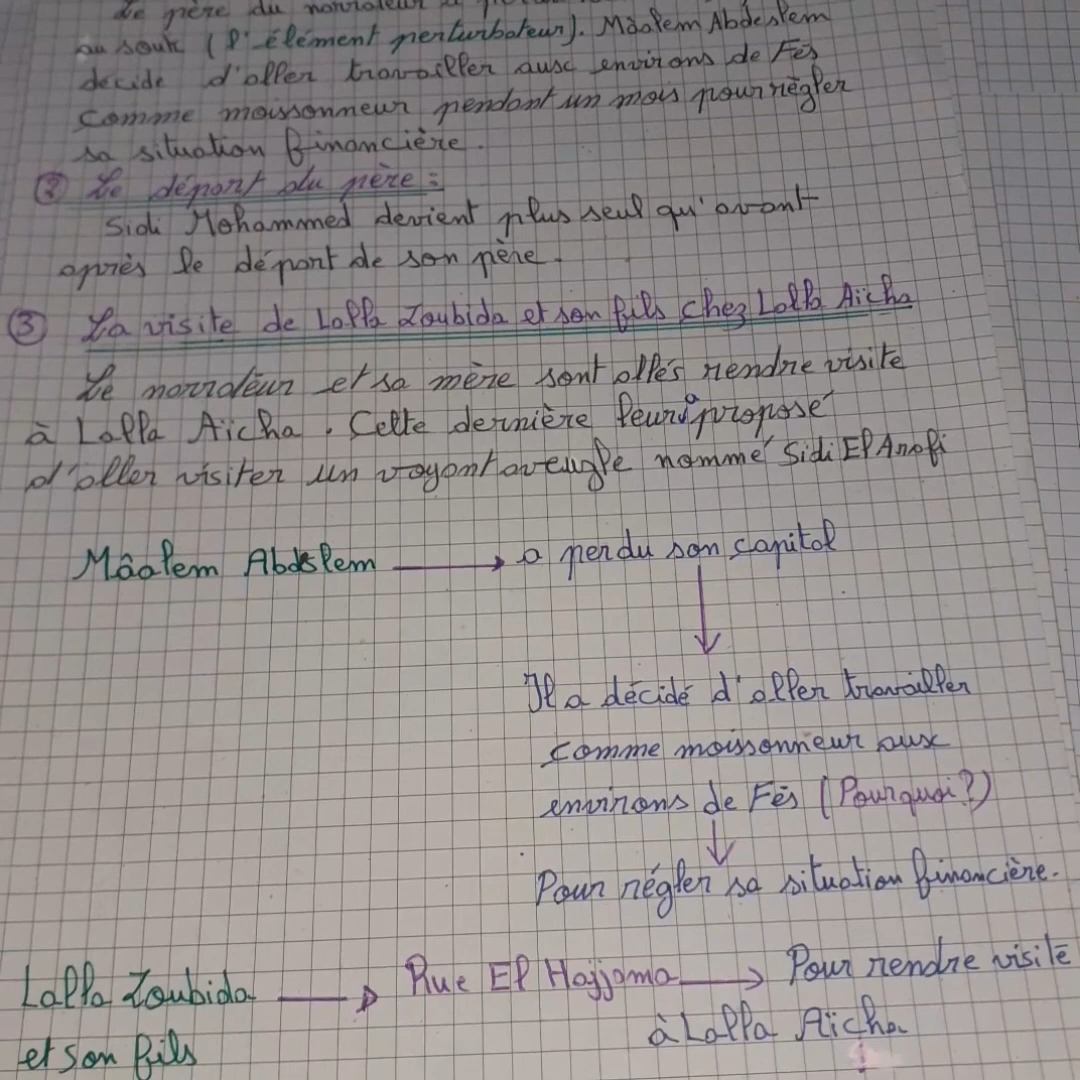 Le père du narrateur a
au souk (l'élément perturbateur). Mâalem Abdeslem
décide d'aller travailler aux environs de Fès
comme moissonneur pendant un mois pour règler
sa situation financière.
② Le départ du père :
Sidi Mohammed devient plus seul qu'avant
après le départ de son père.
③ La visite de Lalla Zoubida et son fils chez Lalla Aïcha
Le narrateur et sa mère sont allés rendre visite
à Lalla Aïcha. Cette dernière leur a proposé
d'aller visiter un voyant aveugle nommé Sidi El Arafi
Mâalem Abdslem → a perdu son capital
↓
Il a décidé d'aller travailler
comme moissonneur aux
environs de Fès (Pourquoi?)
↓
Pour régler sa situation financière.
Lalla Zoubida → Rue El Hajjama → Pour rendre visite
et son fils à Lalla Aïcha